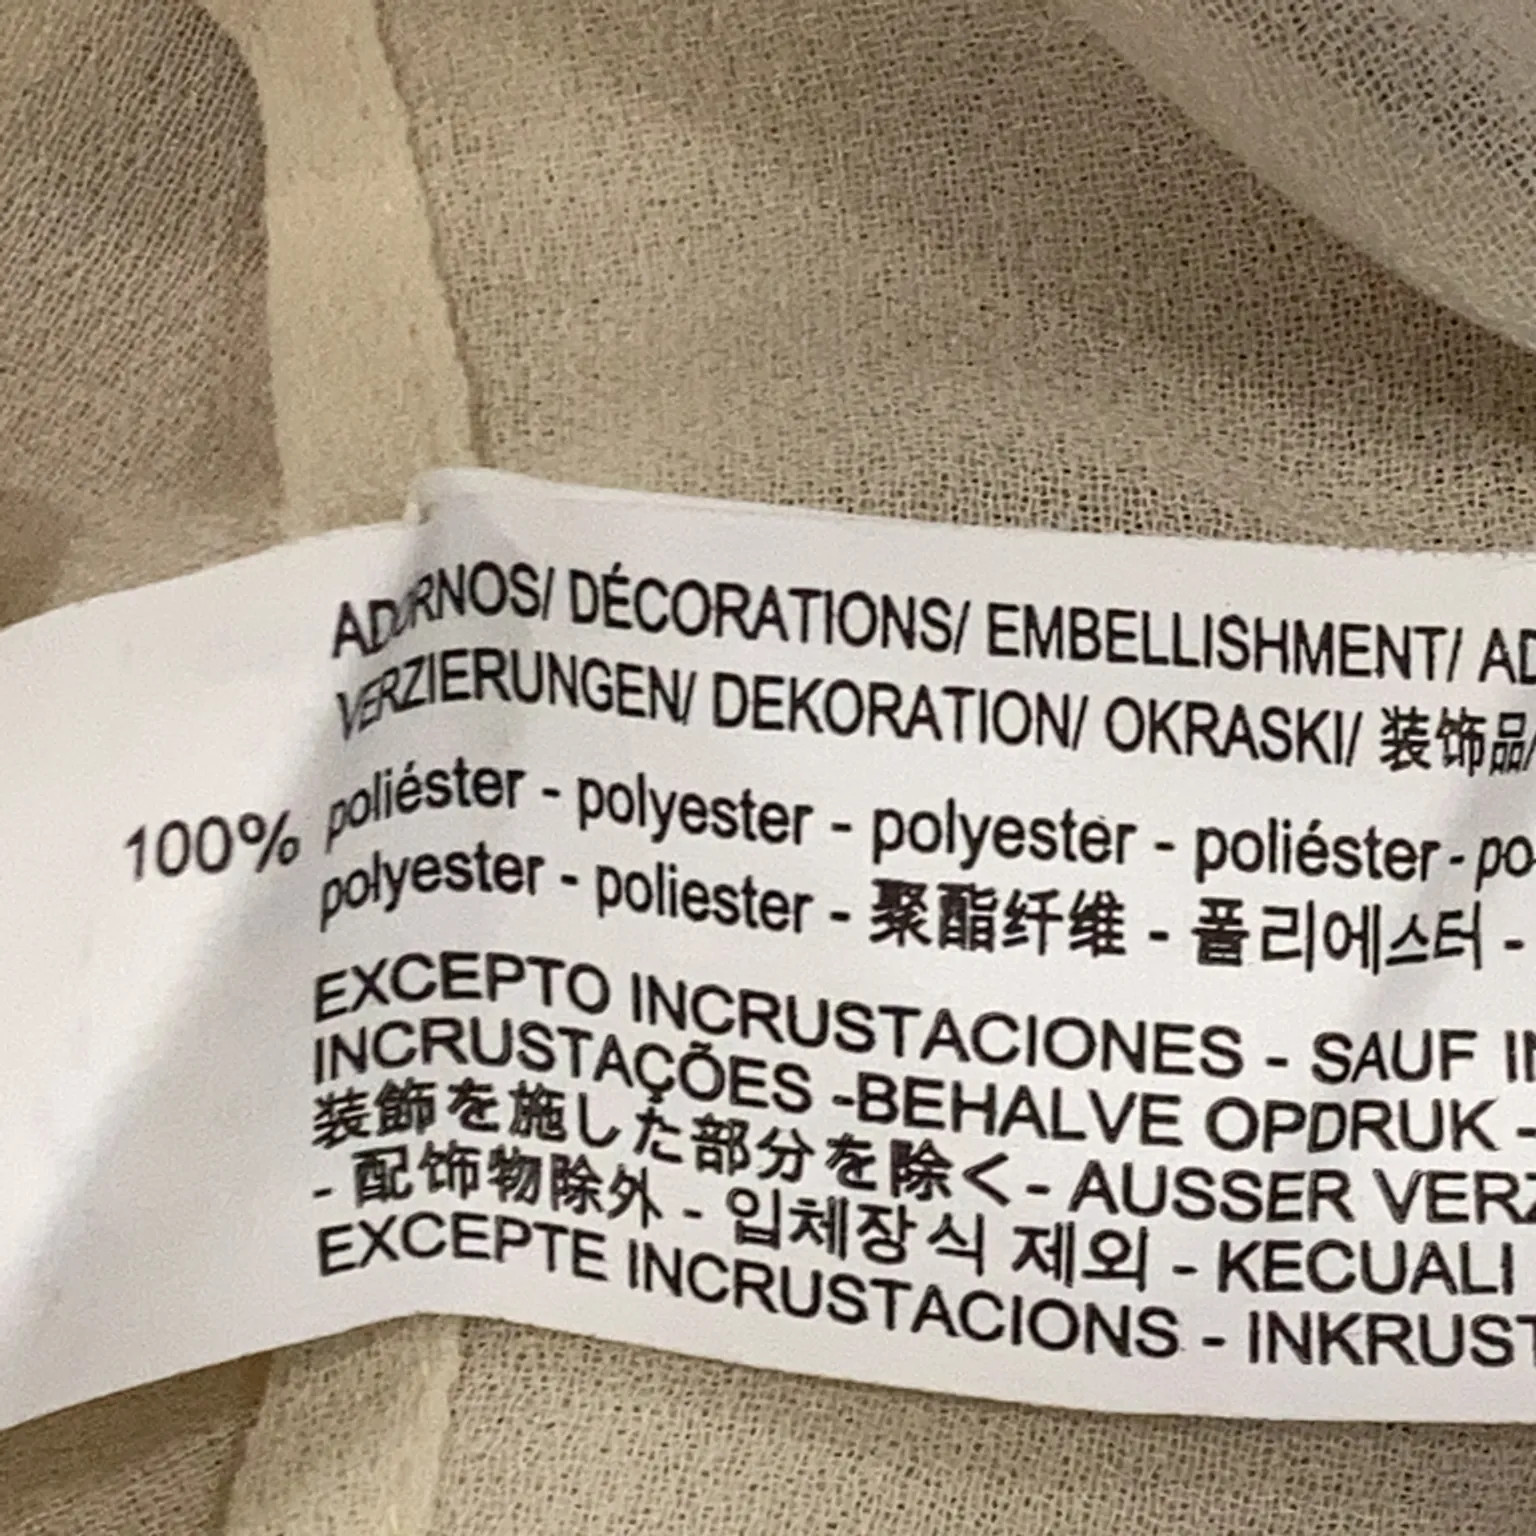 ADORNOS/ DÉCORATIONS/ EMBELLISHMENT/
VERZIERUNGEN/ DEKORATION/ OKRASKI/ 装饰品/
100% poliéster - polyester - polyester - poliéster -
polyester - poliester - 聚酯纤维 - 폴리에스터 -
EXCEPTO INCRUSTACIONES - SAUF
INCRUSTAÇÕES -BEHALVE OPDRUK -
装飾を施した部分を除く- AUSSER
- 配饰物除外 - 입체장식 제외 - KECUALI
EXCEPTE INCRUSTACIONS -